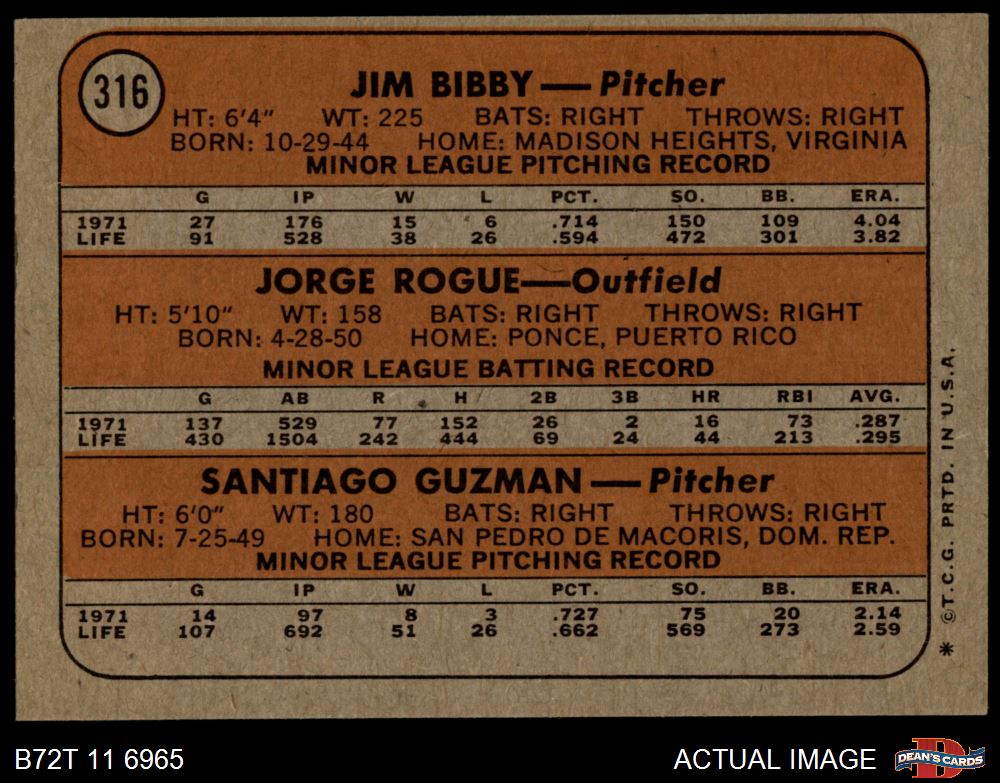 316
JIM BIBBY — Pitcher
HT: 6'4" WT: 225 BATS: RIGHT THROWS: RIGHT
BORN: 10-29-44 HOME: MADISON HEIGHTS, VIRGINIA
MINOR LEAGUE PITCHING RECORD
G IP W L PCT. SO. BB. ERA.
1971 27 176 15 6 .714 150 109 4.04
LIFE 91 528 38 26 .594 472 301 3.82
JORGE ROGUE—Outfield
HT: 5'10" WT: 158 BATS: RIGHT THROWS: RIGHT
BORN: 4-28-50 HOME: PONCE, PUERTO RICO
MINOR LEAGUE BATTING RECORD
G AB R H 2B 3B HR RBI AVG.
1971 137 529 77 152 26 2 16 73 .287
LIFE 430 1504 242 444 69 24 44 213 .295
SANTIAGO GUZMAN — Pitcher
HT: 6'0" WT: 180 BATS: RIGHT THROWS: RIGHT
BORN: 7-25-49 HOME: SAN PEDRO DE MACORIS, DOM. REP.
MINOR LEAGUE PITCHING RECORD
G IP W L PCT. SO. BB. ERA.
1971 14 97 8 3 .727 75 20 2.14
LIFE 107 692 51 26 .662 569 273 2.59
* ©T.C.G. PRTD. IN U.S.A.
B72T 11 6965
ACTUAL IMAGE
D
DEAN'S CARDS